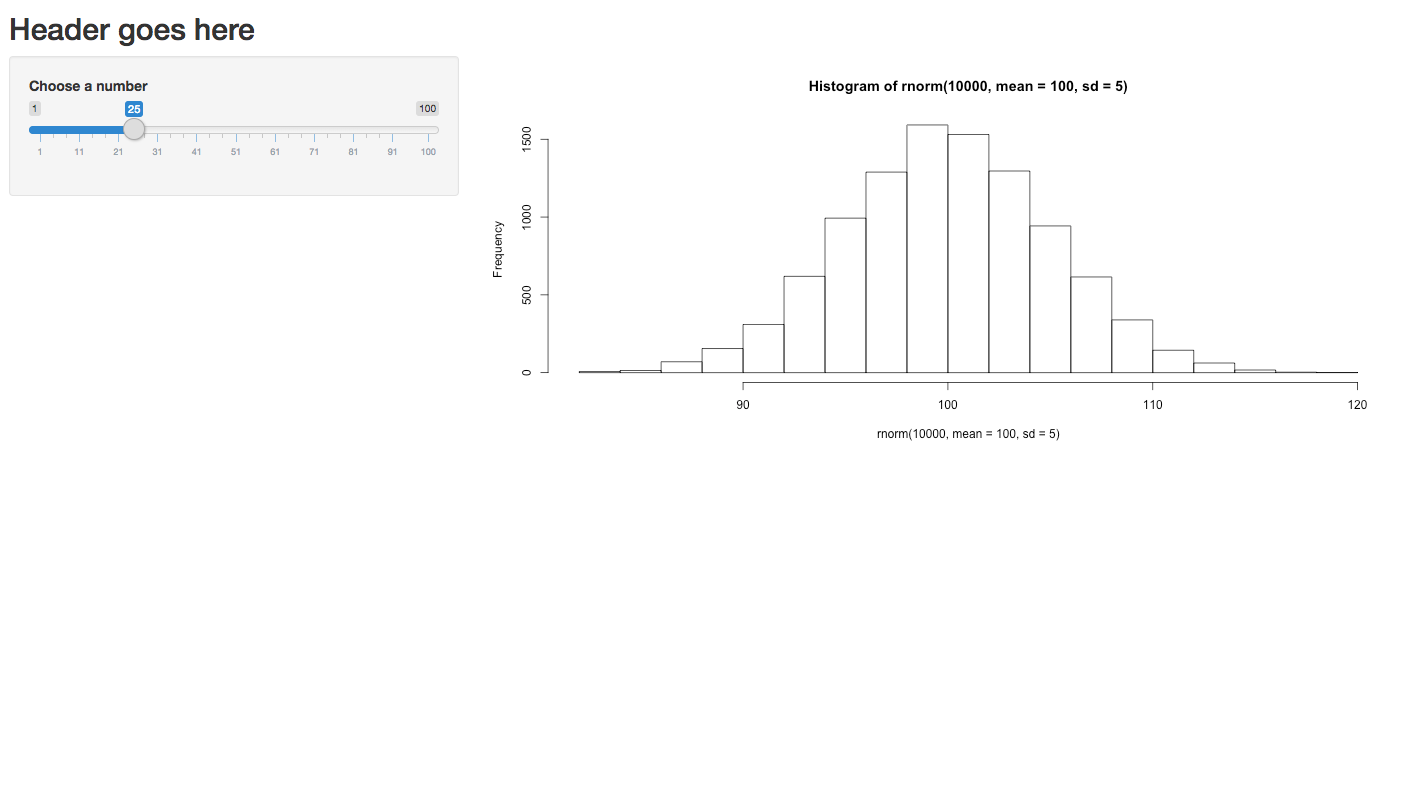 Header goes here
Choose a number
1 25 100
1 11 21 31 41 51 61 71 81 91 100
Histogram of rnorm(10000, mean = 100, sd = 5)
Frequency
1500
1000
500
0
90 100 110 120
rnorm(10000, mean = 100, sd = 5)